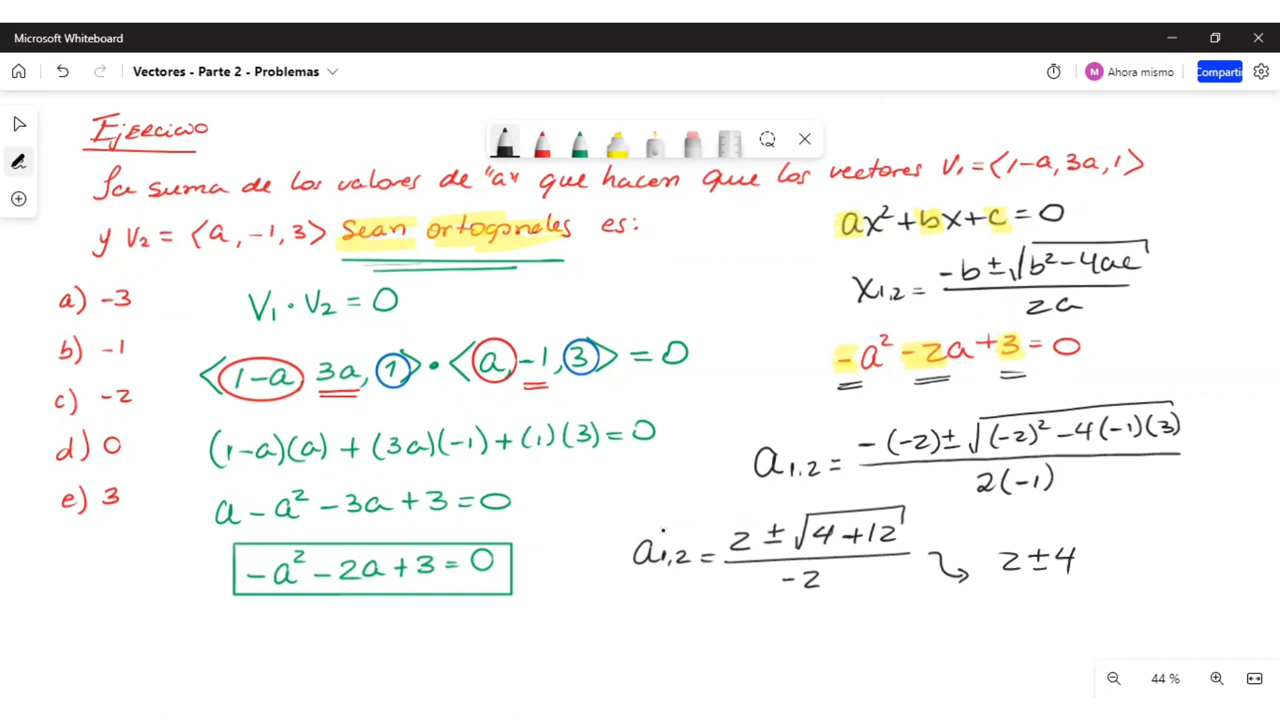 Microsoft Whiteboard
Vectores - Parte 2 - Problemas
M Ahora mismo
Comparti
Ejercicio
La suma de los valores de "a" que hacen que los vectores V₁ = ⟨1-a, 3a, 1⟩
y V₂ = ⟨a, -1, 3⟩ Sean ortogonales es:
a) -3
b) -1
c) -2
d) 0
e) 3
V₁ · V₂ = 0
⟨1-a 3a, 1⟩ · ⟨a, -1, 3⟩ = 0
(1-a)(a) + (3a)(-1) + (1)(3) = 0
a - a² - 3a + 3 = 0
-a² - 2a + 3 = 0
ax² + bx + c = 0
x₁,₂ = (-b ± √(b² - 4ac)) / 2a
-a² - 2a + 3 = 0
a₁,₂ = (-(-2) ± √((-2)² - 4(-1)(3))) / 2(-1)
a₁,₂ = (2 ± √(4 + 12)) / -2
2 ± 4
44 %